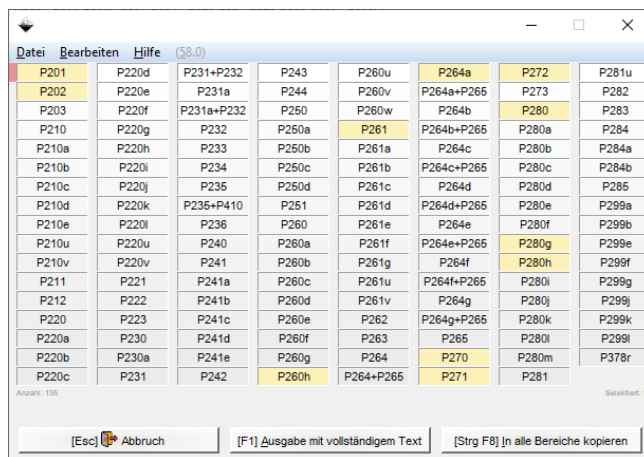 Datei Bearbeiten Hilfe (58.0)
P201 P220d P231+P232 P243 P260u P264a P272 P281u
P202 P220e P231a P244 P260v P264a+P265 P273 P282
P203 P220f P231a+P232 P250 P260w P264b P280 P283
P210 P220g P232 P250a P261 P264b+P265 P280a P284
P210a P220h P233 P250b P261a P264c P280b P284a
P210b P220i P234 P250c P261b P264c+P265 P280c P284b
P210c P220j P235 P250d P261c P264d P280d P285
P210d P220k P235+P410 P251 P261d P264d+P265 P280e P299a
P210e P220l P236 P260 P261e P264e P280f P299b
P210u P220u P240 P260a P261f P264e+P265 P280g P299e
P210v P220v P241 P260b P261g P264f P280h P299f
P211 P221 P241a P260c P261u P264f+P265 P280i P299g
P212 P222 P241b P260d P261v P264g P280j P299j
P220 P223 P241c P260e P262 P264g+P265 P280k P299k
P220a P230 P241d P260f P263 P265 P280l P299l
P220b P230a P241e P260g P264 P270 P280m P378r
P220c P231 P242 P260h P264+P265 P271 P281
Anzahl: 135 Selektiert:
[Esc] Abbruch [F1] Ausgabe mit vollständigem Text [Strg F8] In alle Bereiche kopieren